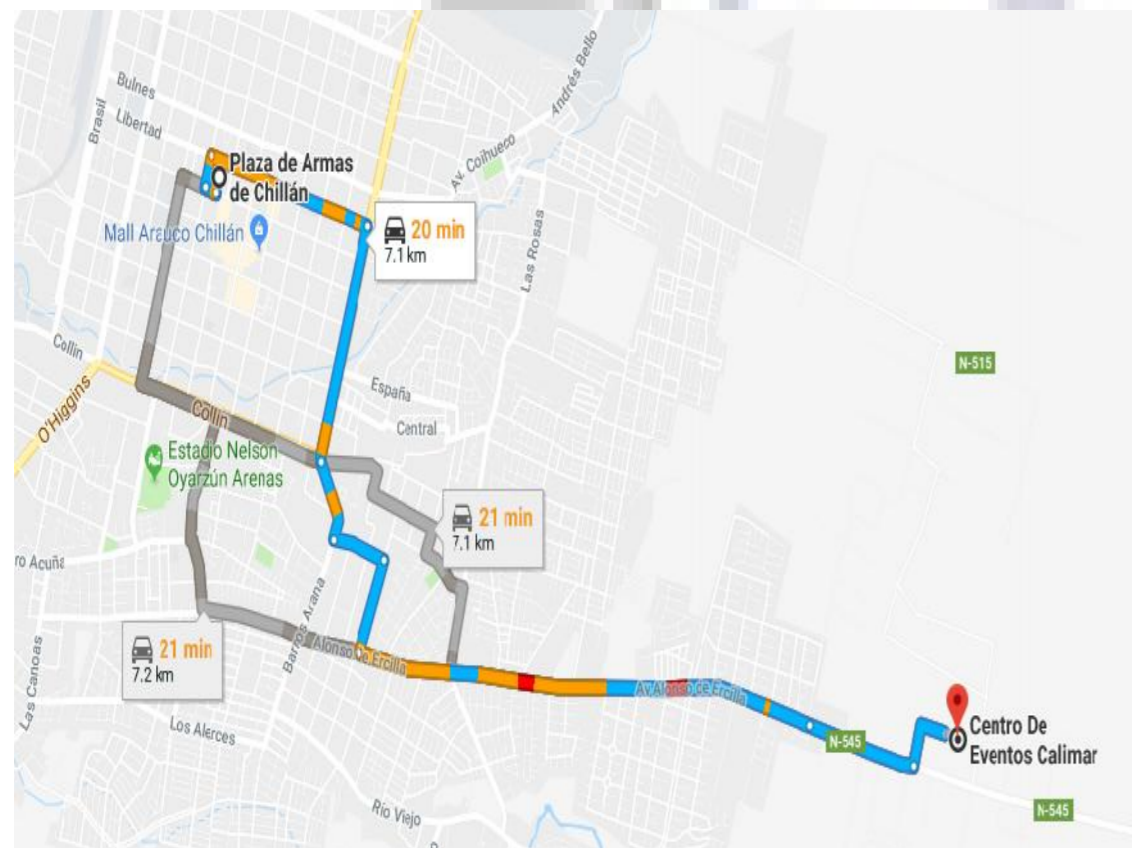 Bulnes
Libertad
Brasil
Andrés Bello
Av. Coihueco
Plaza de Armas
de Chillán
Mall Arauco Chillán
20 min
7.1 km
Las Rosas
N-515
Collin
O'Higgins
España
Central
Collin
Estadio Nelson
Oyarzún Arenas
21 min
7.1 km
ro Acuña
Barros Arana
21 min
7.2 km
Alonso De Ercilla
Av Alonso de Ercilla
Las Canoas
Los Alerces
N-545
Centro De
Eventos Calimar
Río Viejo
N-545